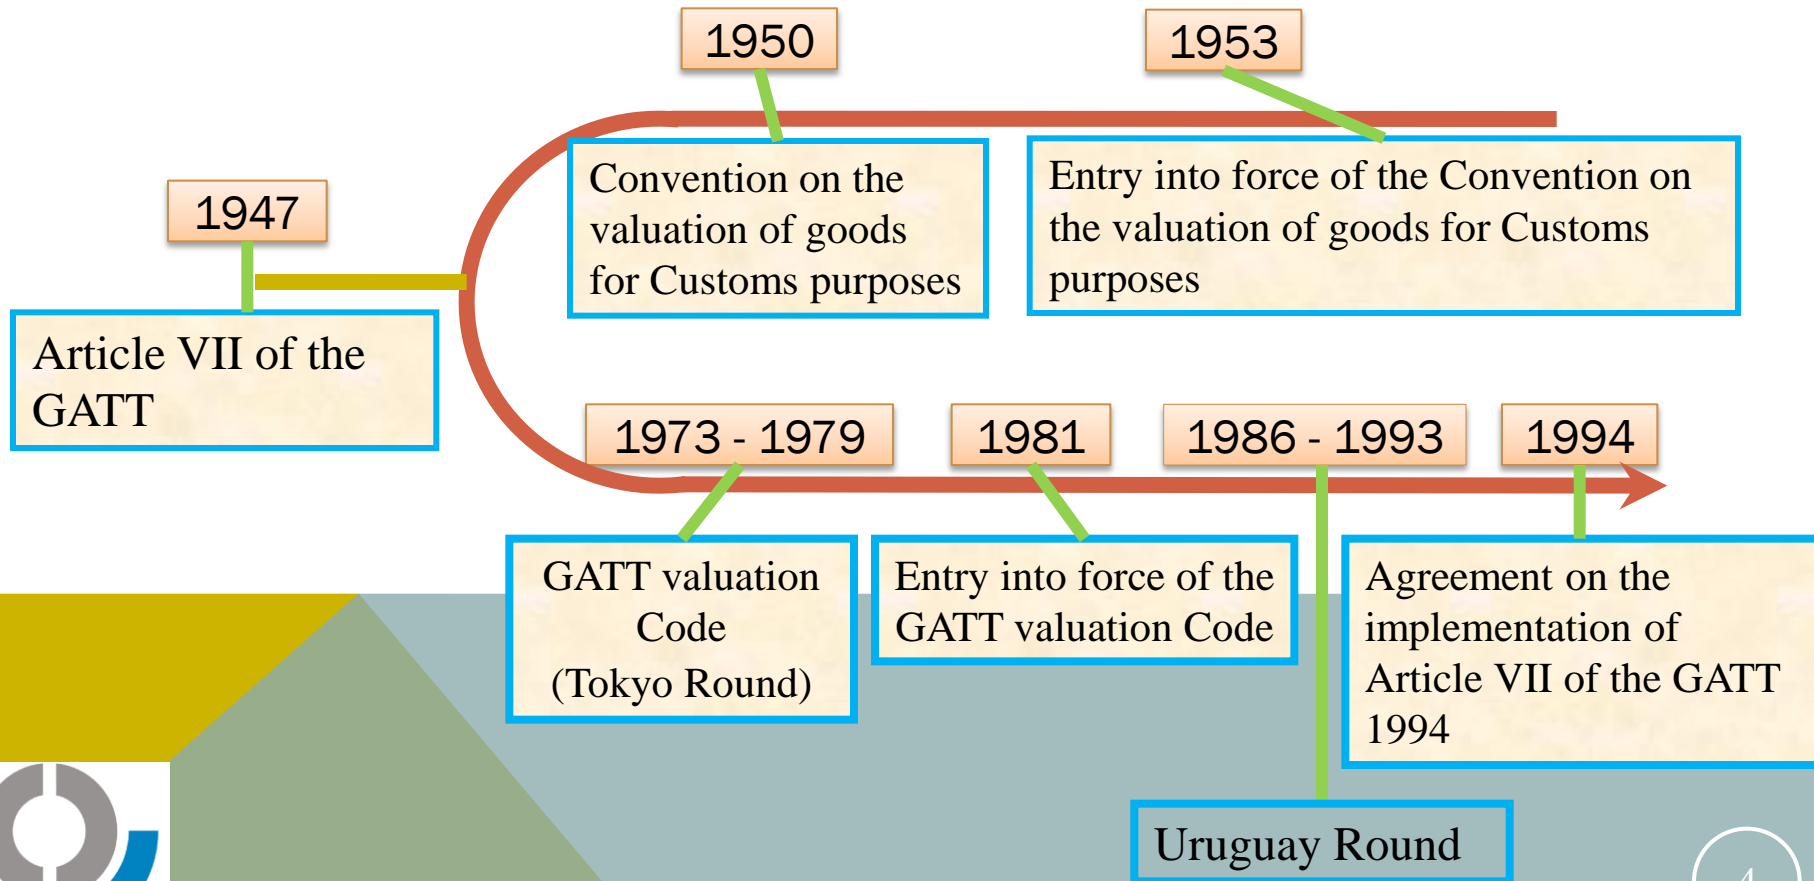 1950
1953
1947
Convention on the
valuation of goods
for Customs purposes
Entry into force of the Convention on
the valuation of goods for Customs
purposes
Article VII of the
GATT
1973 - 1979
1981
1986 - 1993
1994
GATT valuation
Code
(Tokyo Round)
Entry into force of the
GATT valuation Code
Agreement on the
implementation of
Article VII of the GATT
1994
Uruguay Round
4